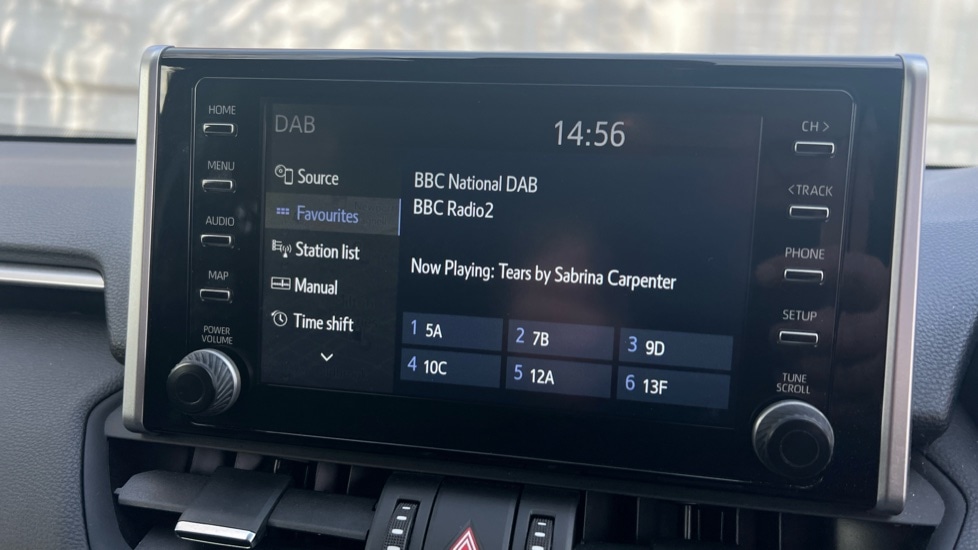 HOME
MENU
AUDIO
MAP
POWER
VOLUME
DAB
14:56
Source
Favourites
Station list
Manual
Time shift
BBC National DAB
BBC Radio2
Now Playing: Tears by Sabrina Carpenter
1 5A
2 7B
3 9D
4 10C
5 12A
6 13F
CH >
< TRACK
PHONE
SETUP
TUNE
SCROLL